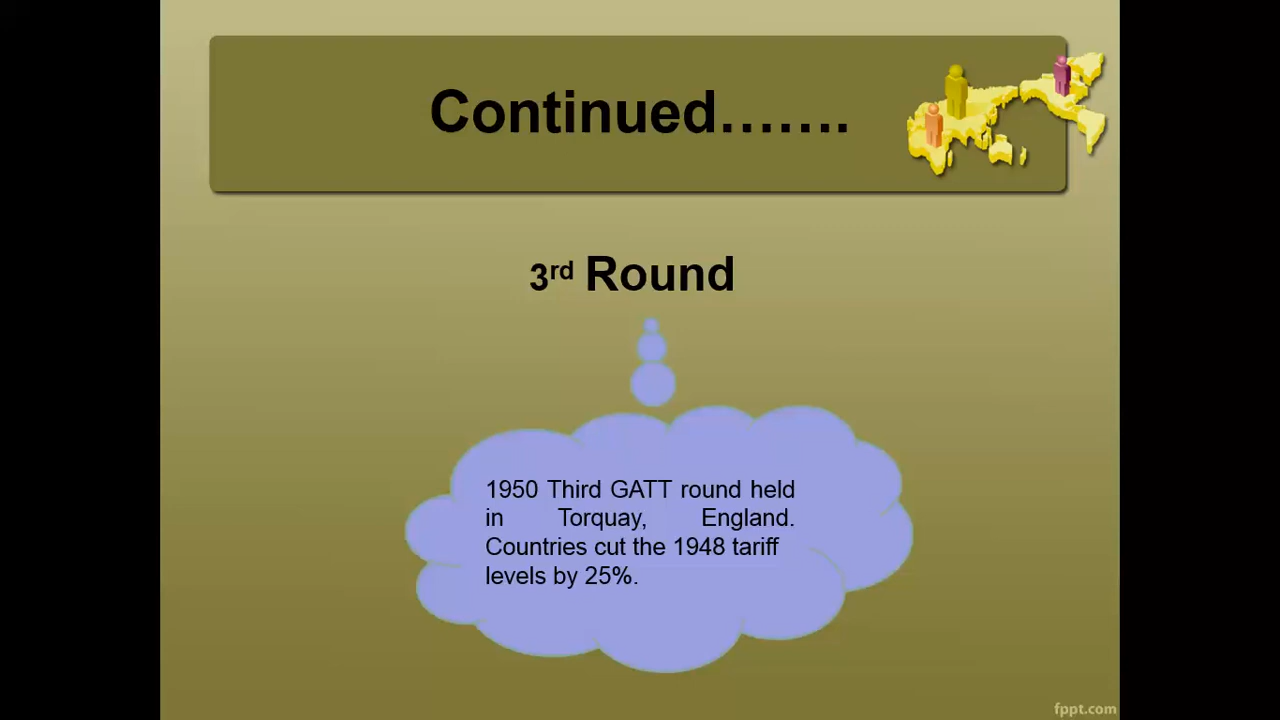 Continued…….
3rd Round
1950 Third GATT round held
in Torquay, England.
Countries cut the 1948 tariff
levels by 25%.
fppt.com